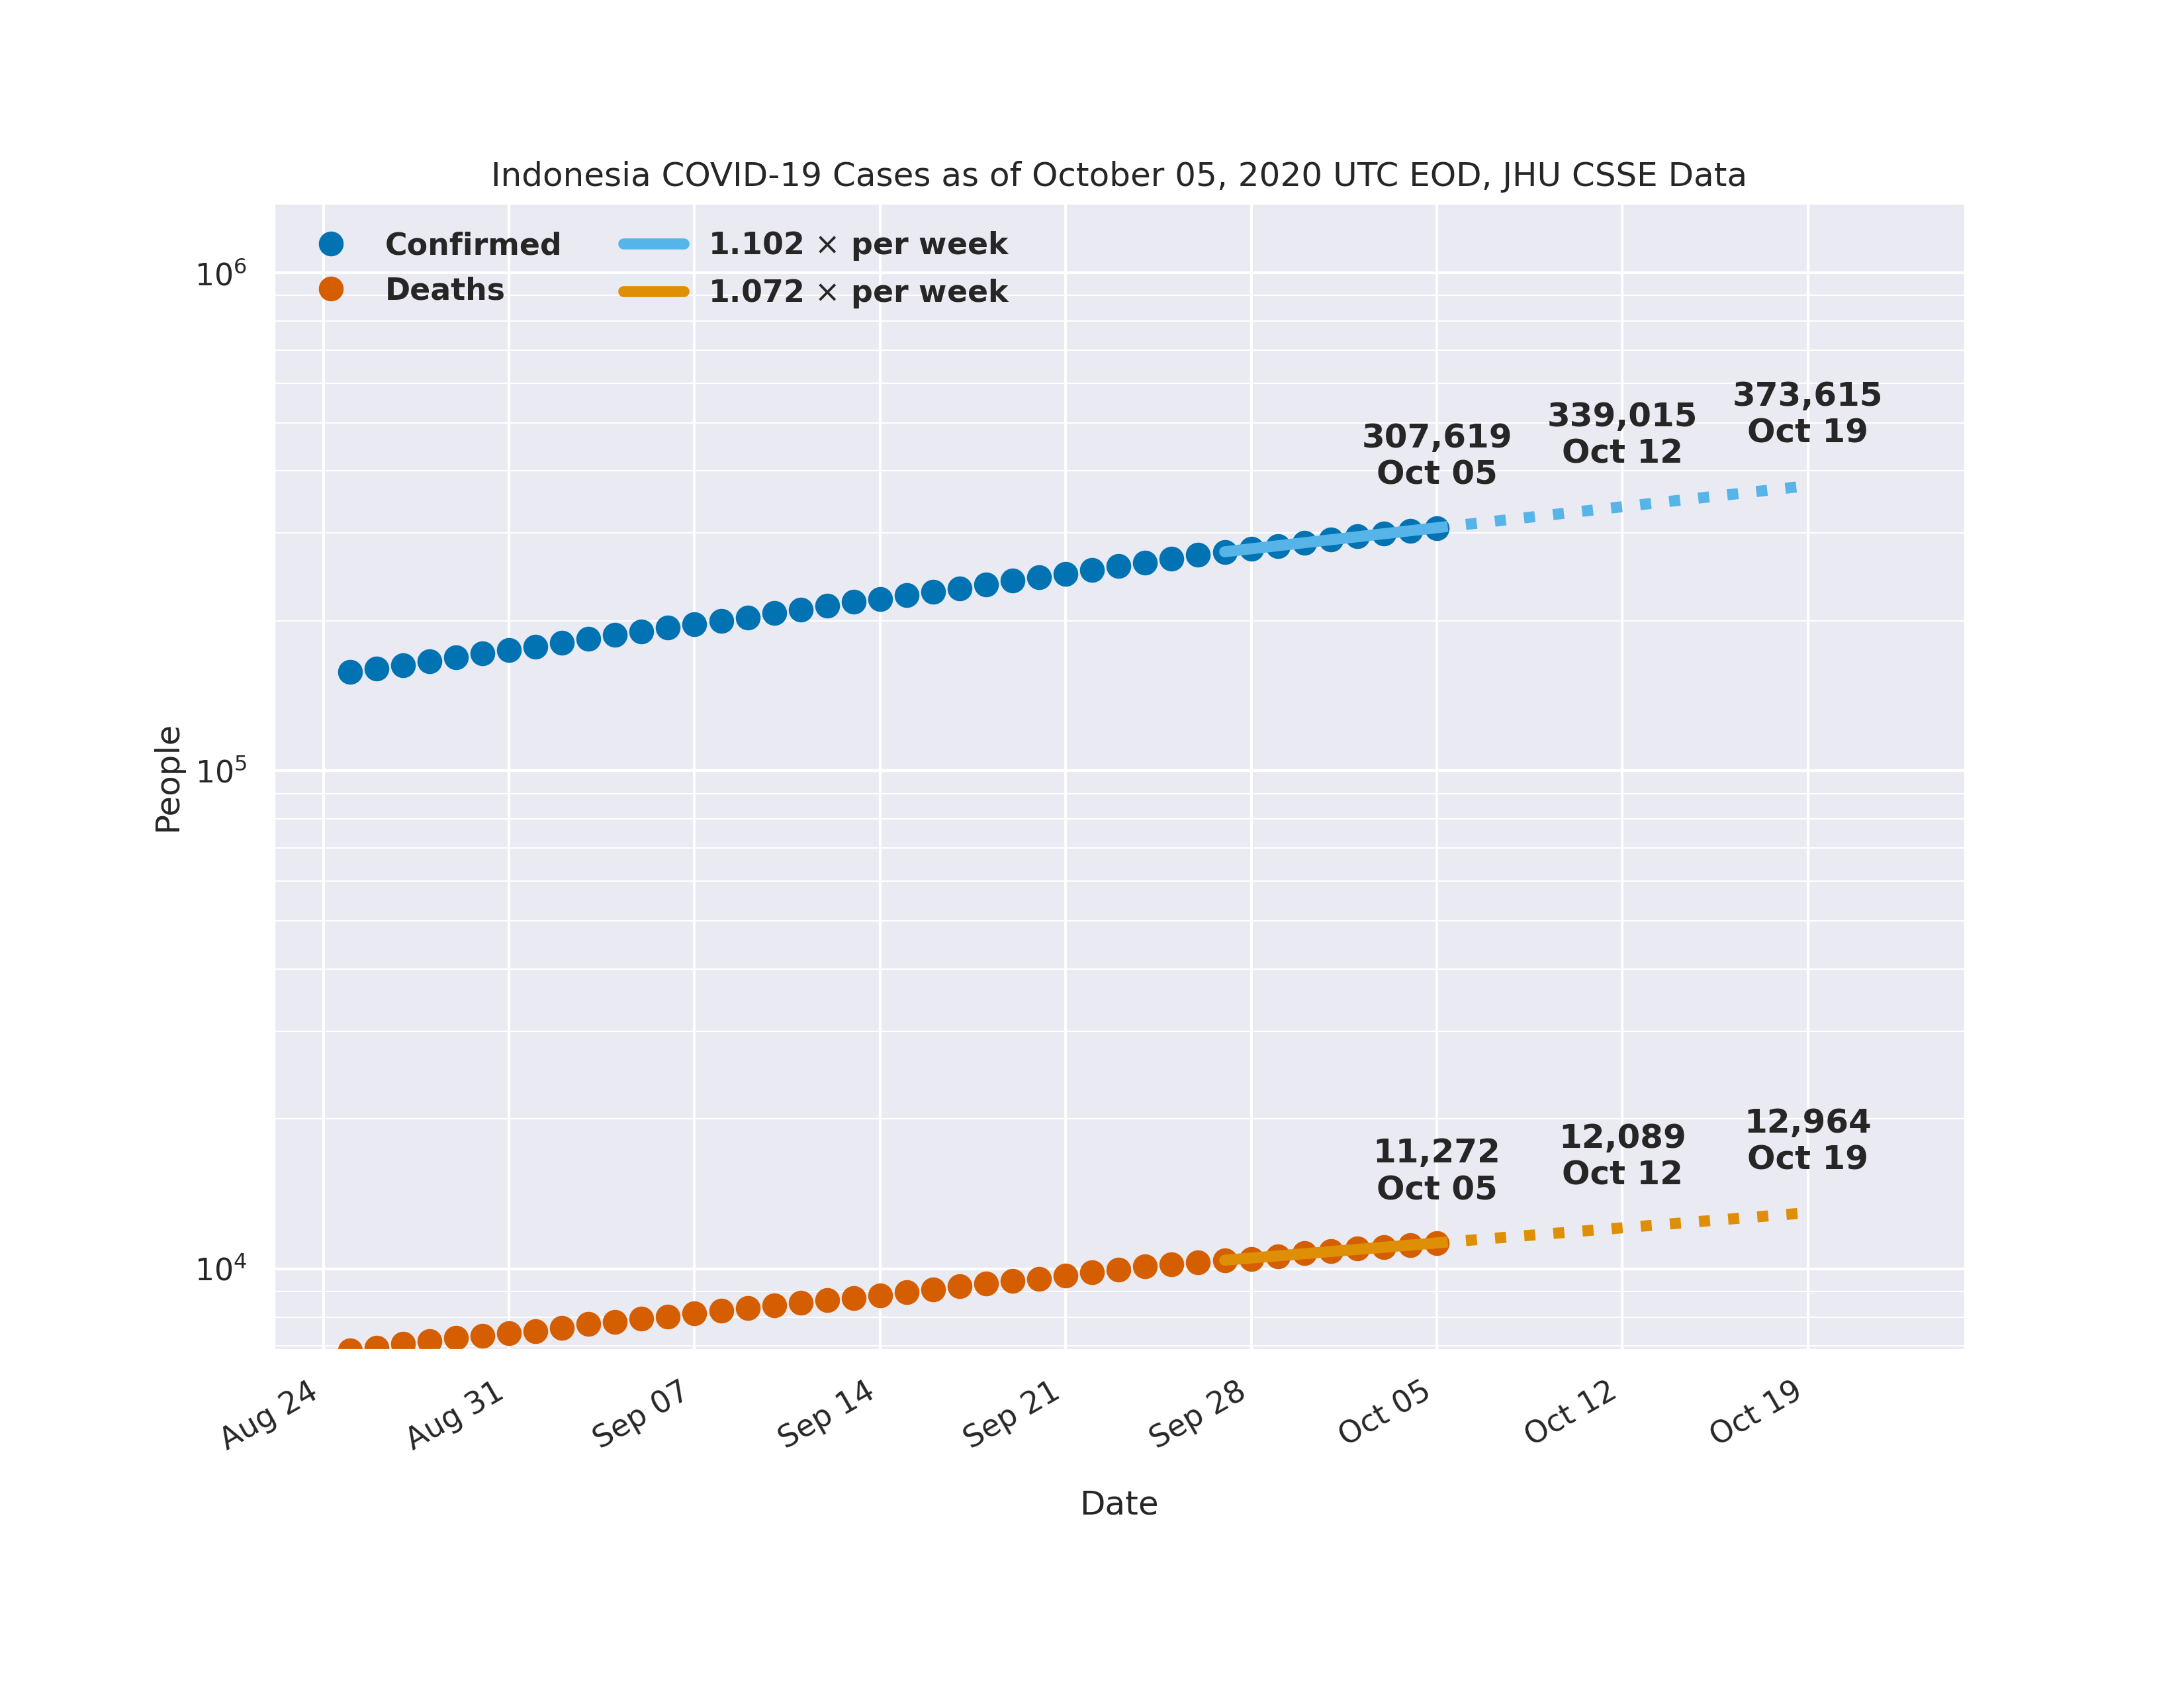 Indonesia COVID-19 Cases as of October 05, 2020 UTC EOD, JHU CSSE Data
Confirmed
Deaths
1.102 × per week
1.072 × per week
10⁶
10⁵
10⁴
People
307,619
Oct 05
339,015
Oct 12
373,615
Oct 19
11,272
Oct 05
12,089
Oct 12
12,964
Oct 19
Aug 24
Aug 31
Sep 07
Sep 14
Sep 21
Sep 28
Oct 05
Oct 12
Oct 19
Date